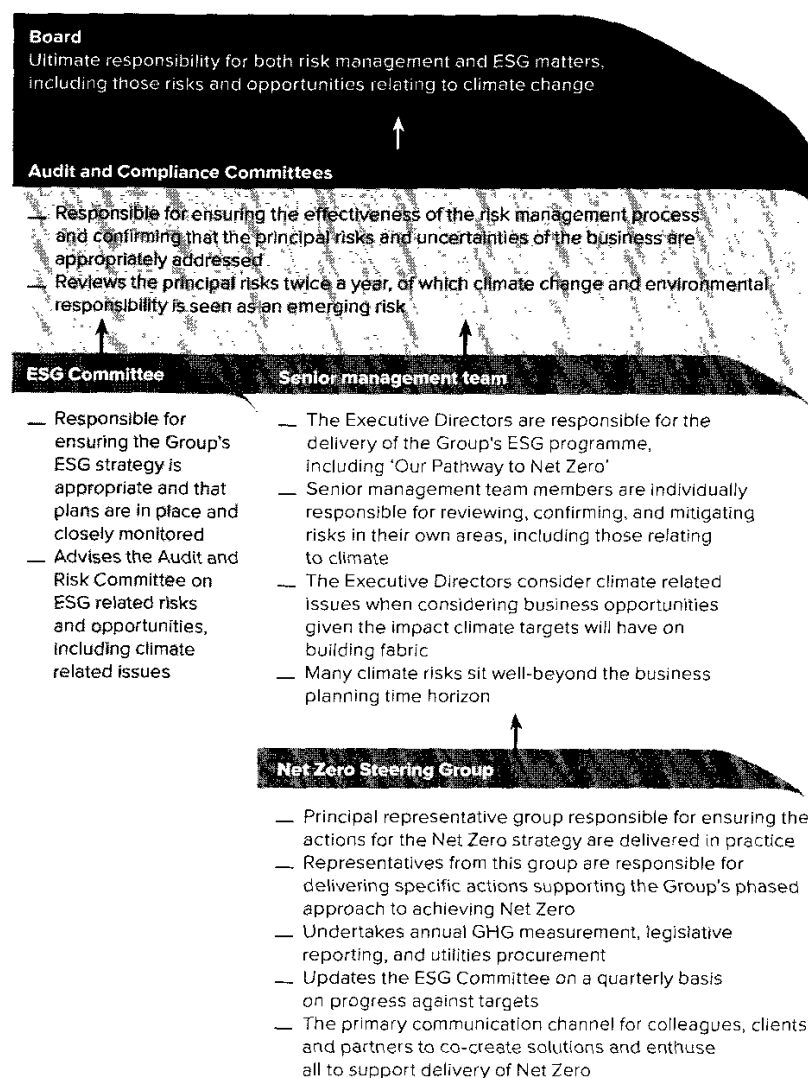 Board
Ultimate responsibility for both risk management and ESG matters,
including those risks and opportunities relating to climate change
Audit and Compliance Committees
— Responsible for ensuring the effectiveness of the risk management process
and confirming that the principal risks and uncertainties of the business are
appropriately addressed
— Reviews the principal risks twice a year, of which climate change and environmental
responsibility is seen as an emerging risk
ESG Committee
— Responsible for
ensuring the Group's
ESG strategy is
appropriate and that
plans are in place and
closely monitored
— Advises the Audit and
Risk Committee on
ESG related risks
and opportunities,
including climate
related issues
Senior management team
— The Executive Directors are responsible for the
delivery of the Group's ESG programme,
including ‘Our Pathway to Net Zero’
— Senior management team members are individually
responsible for reviewing, confirming, and mitigating
risks in their own areas, including those relating
to climate
— The Executive Directors consider climate related
issues when considering business opportunities
given the impact climate targets will have on
building fabric
— Many climate risks sit well-beyond the business
planning time horizon
Net Zero Steering Group
— Principal representative group responsible for ensuring the
actions for the Net Zero strategy are delivered in practice
— Representatives from this group are responsible for
delivering specific actions supporting the Group's phased
approach to achieving Net Zero
— Undertakes annual GHG measurement, legislative
reporting, and utilities procurement
— Updates the ESG Committee on a quarterly basis
on progress against targets
— The primary communication channel for colleagues, clients
and partners to co-create solutions and enthuse
all to support delivery of Net Zero